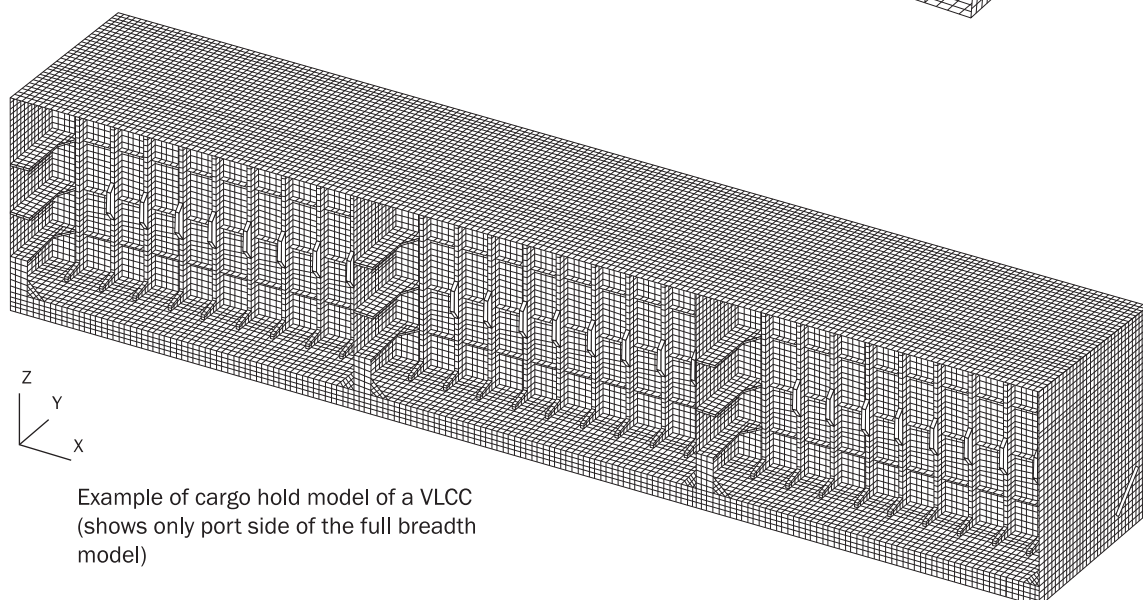 Z
Y
X
Example of cargo hold model of a VLCC
(shows only port side of the full breadth
model)